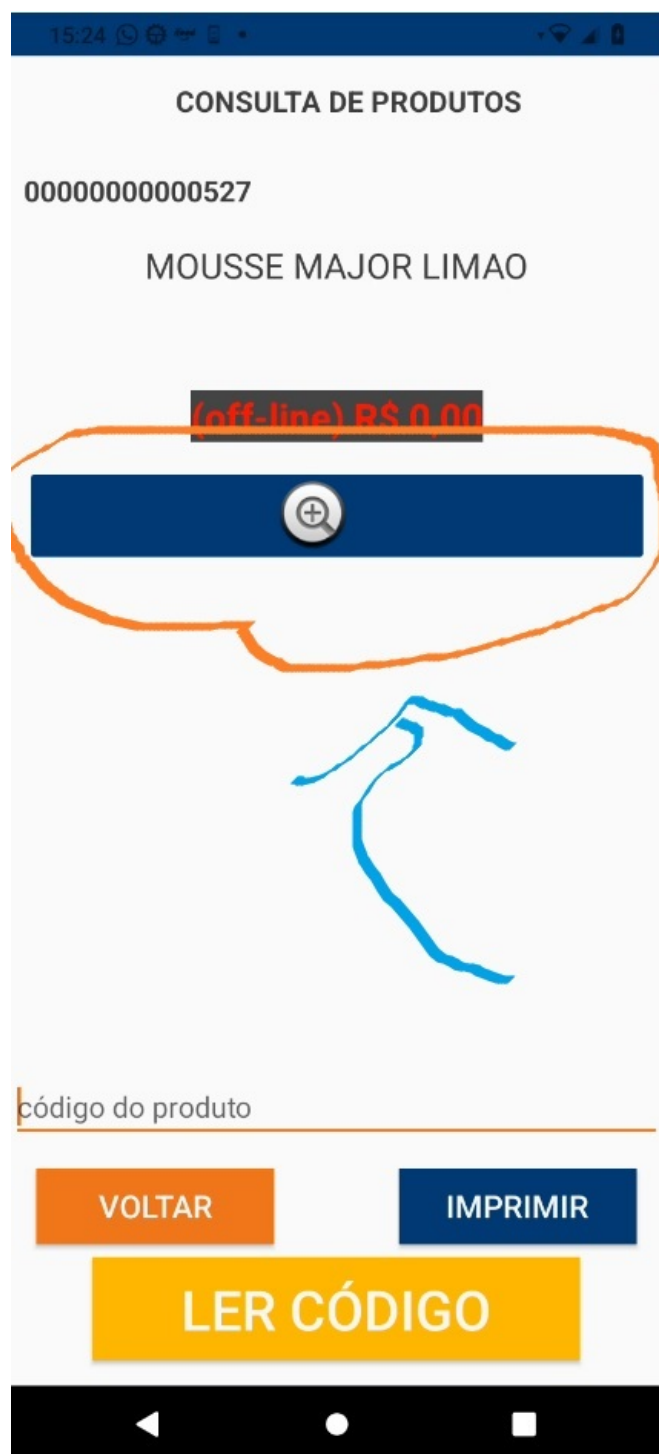 15:24
CONSULTA DE PRODUTOS
00000000000527
MOUSSE MAJOR LIMAO
(off-line) R$ 0,00
código do produto
VOLTAR
IMPRIMIR
LER CÓDIGO